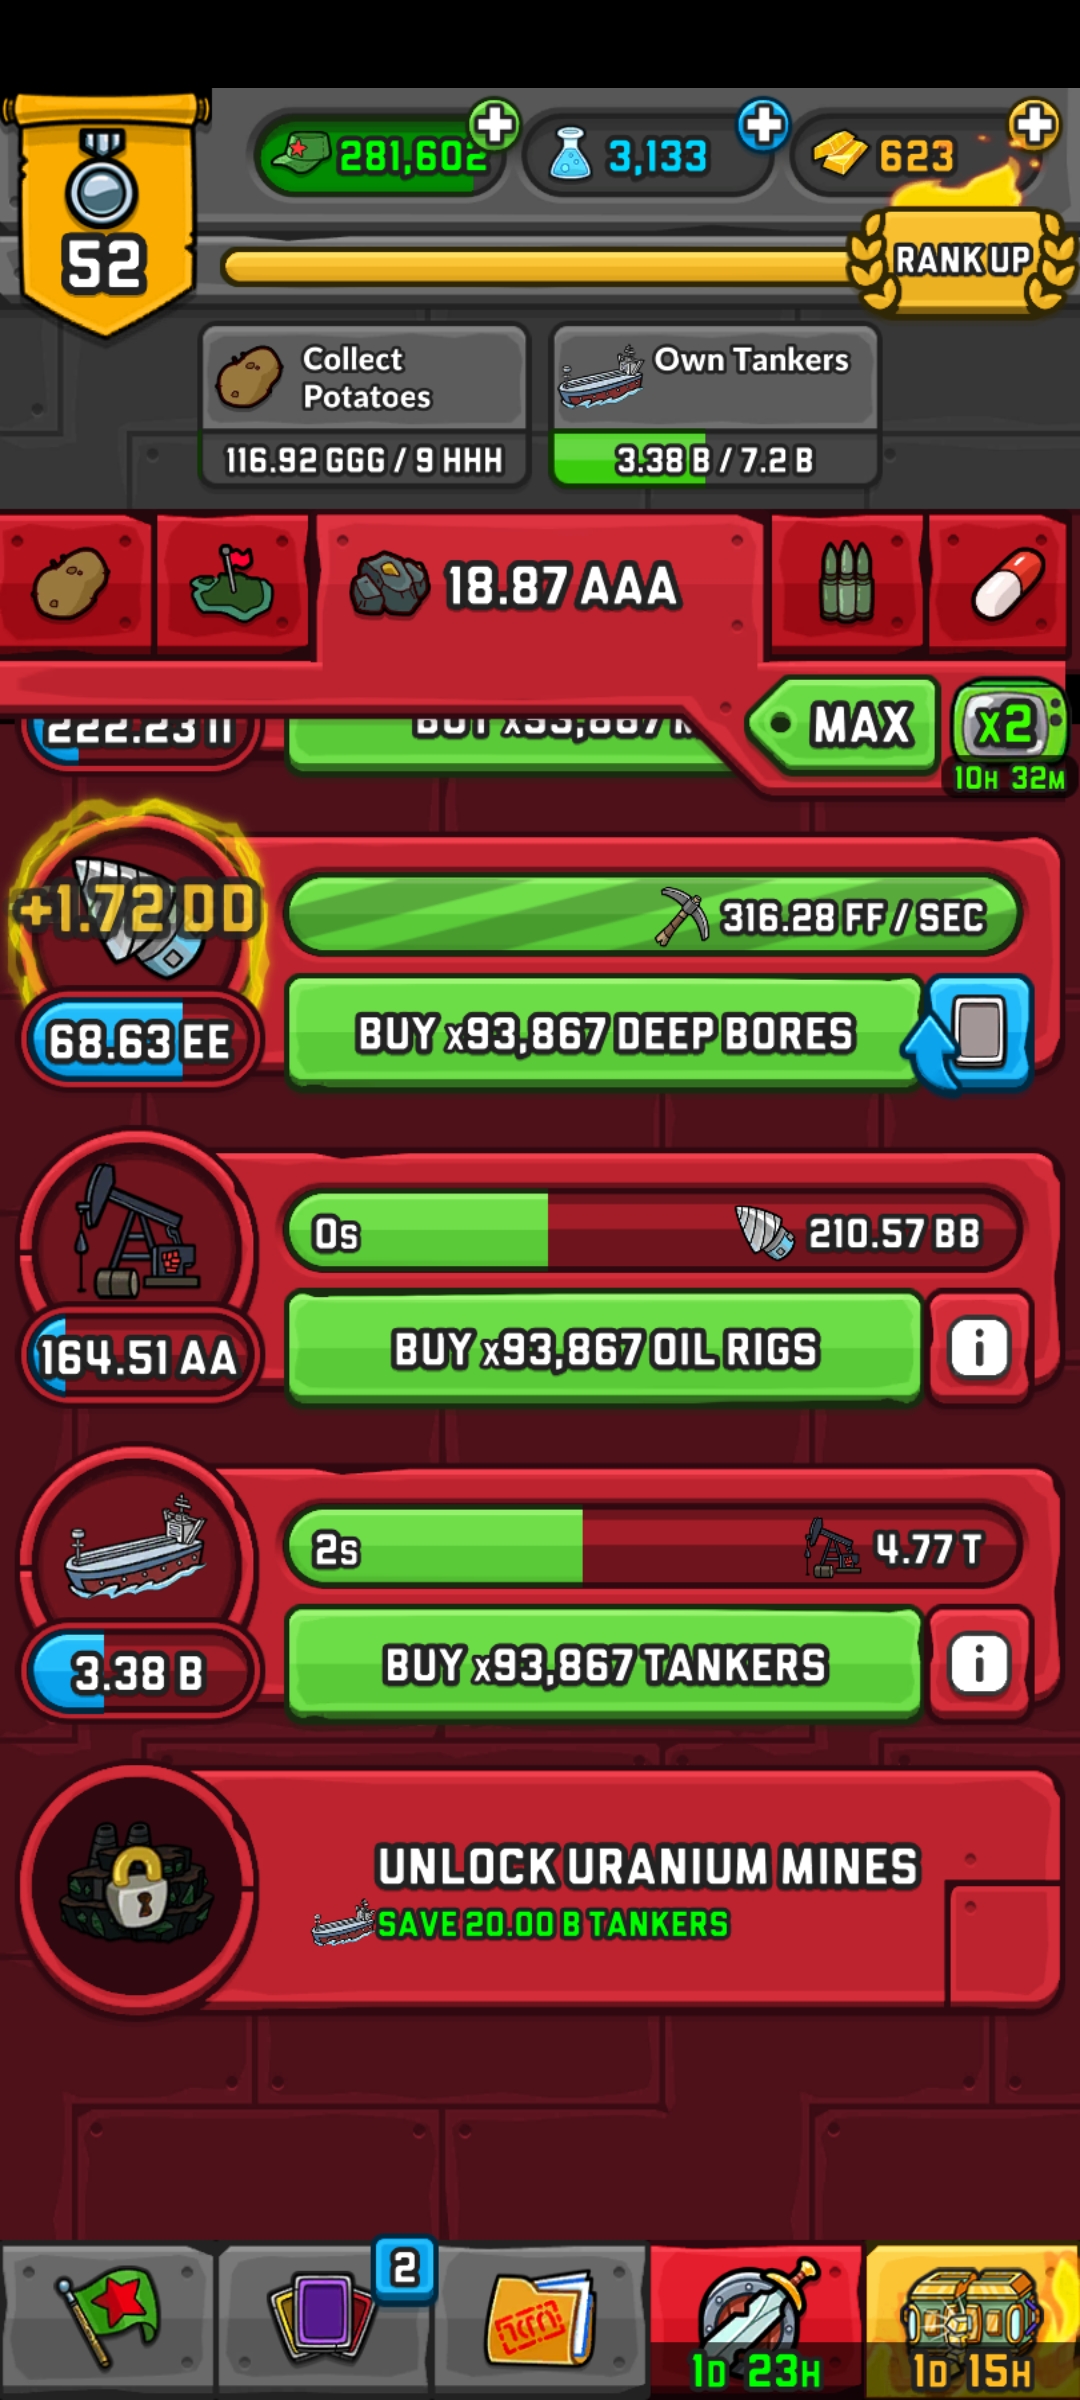 281,602
3,133
623
52
RANK UP
Collect
Potatoes
116.92 GGG / 9 HHH
Own Tankers
3.38 B / 7.2 B
18.87 AAA
MAX
x2
10H 32M
222.23 II
BUY x93,867
+1.72 DD
316.28 FF / SEC
68.63 EE
BUY x93,867 DEEP BORES
0s
210.57 BB
164.51 AA
BUY x93,867 OIL RIGS
i
2s
4.77 T
3.38 B
BUY x93,867 TANKERS
i
UNLOCK URANIUM MINES
SAVE 20.00 B TANKERS
2
1D 23H
1D 15H